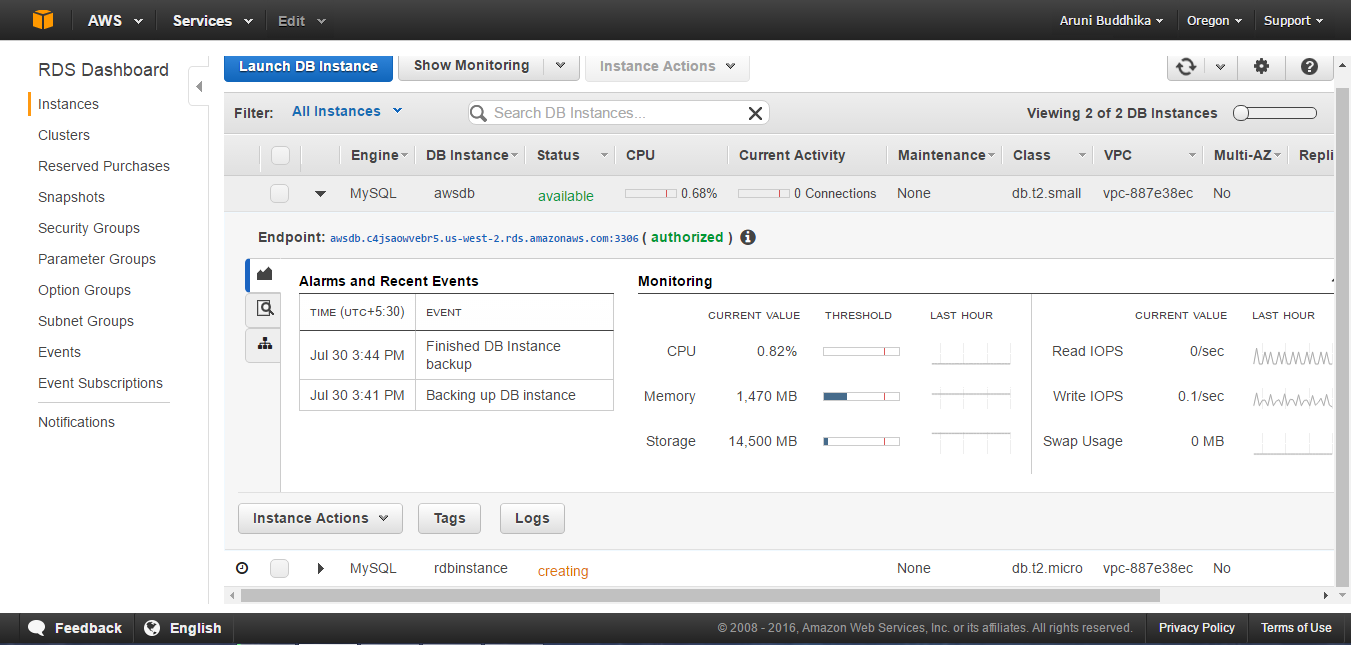 AWS Services Edit Aruni Buddhika Oregon Support
RDS Dashboard
Instances
Clusters
Reserved Purchases
Snapshots
Security Groups
Parameter Groups
Option Groups
Subnet Groups
Events
Event Subscriptions
Notifications
Launch DB Instance Show Monitoring Instance Actions
Filter: All Instances Search DB Instances... Viewing 2 of 2 DB Instances
Engine DB Instance Status CPU Current Activity Maintenance Class VPC Multi-AZ Repli
MySQL awsdb available 0.68% 0 Connections None db.t2.small vpc-887e38ec No
Endpoint: awsdb.c4jsaowvebr5.us-west-2.rds.amazonaws.com:3306 ( authorized )
Alarms and Recent Events
TIME (UTC+5:30) EVENT
Jul 30 3:44 PM Finished DB Instance
backup
Jul 30 3:41 PM Backing up DB instance
Monitoring
CURRENT VALUE THRESHOLD LAST HOUR CURRENT VALUE LAST HOUR
CPU 0.82% Read IOPS 0/sec
Memory 1,470 MB Write IOPS 0.1/sec
Storage 14,500 MB Swap Usage 0 MB
Instance Actions Tags Logs
MySQL rdbinstance creating None db.t2.micro vpc-887e38ec No
Feedback English © 2008 - 2016, Amazon Web Services, Inc. or its affiliates. All rights reserved. Privacy Policy Terms of Use